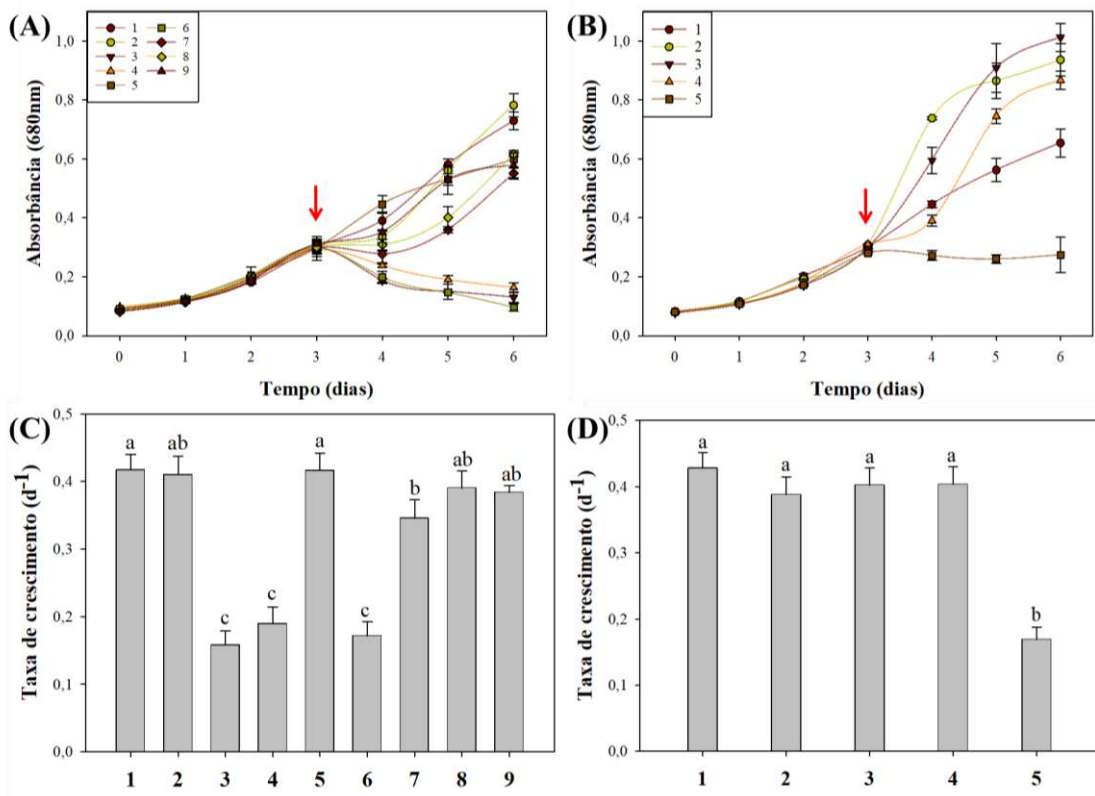 (A)
1 6
2 7
3 8
4 9
5
Absorbância (680nm)
1,0
0,8
0,6
0,4
0,2
0,0
0 1 2 3 4 5 6
Tempo (dias)
(B)
1
2
3
4
5
Absorbância (680nm)
1,0
0,8
0,6
0,4
0,2
0,0
0 1 2 3 4 5 6
Tempo (dias)
(C)
Taxa de crescimento (d-1)
0,5
0,4
0,3
0,2
0,1
0,0
a ab c c a c b ab ab
1 2 3 4 5 6 7 8 9
(D)
Taxa de crescimento (d-1)
0,5
0,4
0,3
0,2
0,1
0,0
a a a a b
1 2 3 4 5